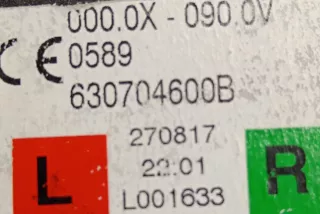 000.0X - 090.0V
CE 0589
630704600B
270817
22:01
L R
L001633